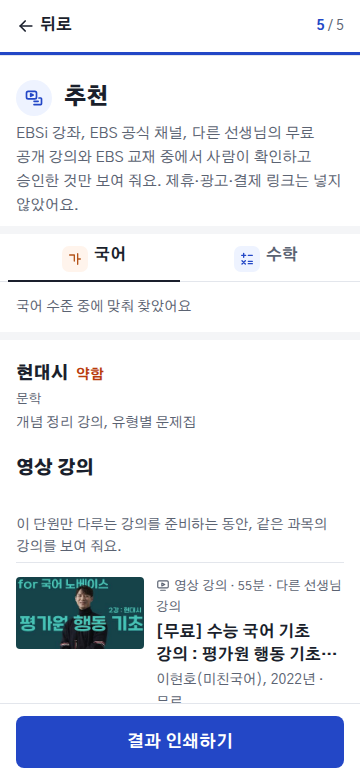 뒤로
5 / 5
추천
EBSi 강좌, EBS 공식 채널, 다른 선생님의 무료
공개 강의와 EBS 교재 중에서 사람이 확인하고
승인한 것만 보여 줘요. 제휴·광고·결제 링크는 넣지
않았어요.
가 국어
수학
국어 수준 중에 맞춰 찾았어요
현대시 약함
문학
개념 정리 강의, 유형별 문제집
영상 강의
이 단원만 다루는 강의를 준비하는 동안, 같은 과목의
강의를 보여 줘요.
for 국어 노베이스
2강 : 현대시
평가원 행동 기초
영상 강의 · 55분 · 다른 선생님
강의
[무료] 수능 국어 기초
강의 : 평가원 행동 기초…
이현호(미친국어), 2022년 ·
무료
결과 인쇄하기